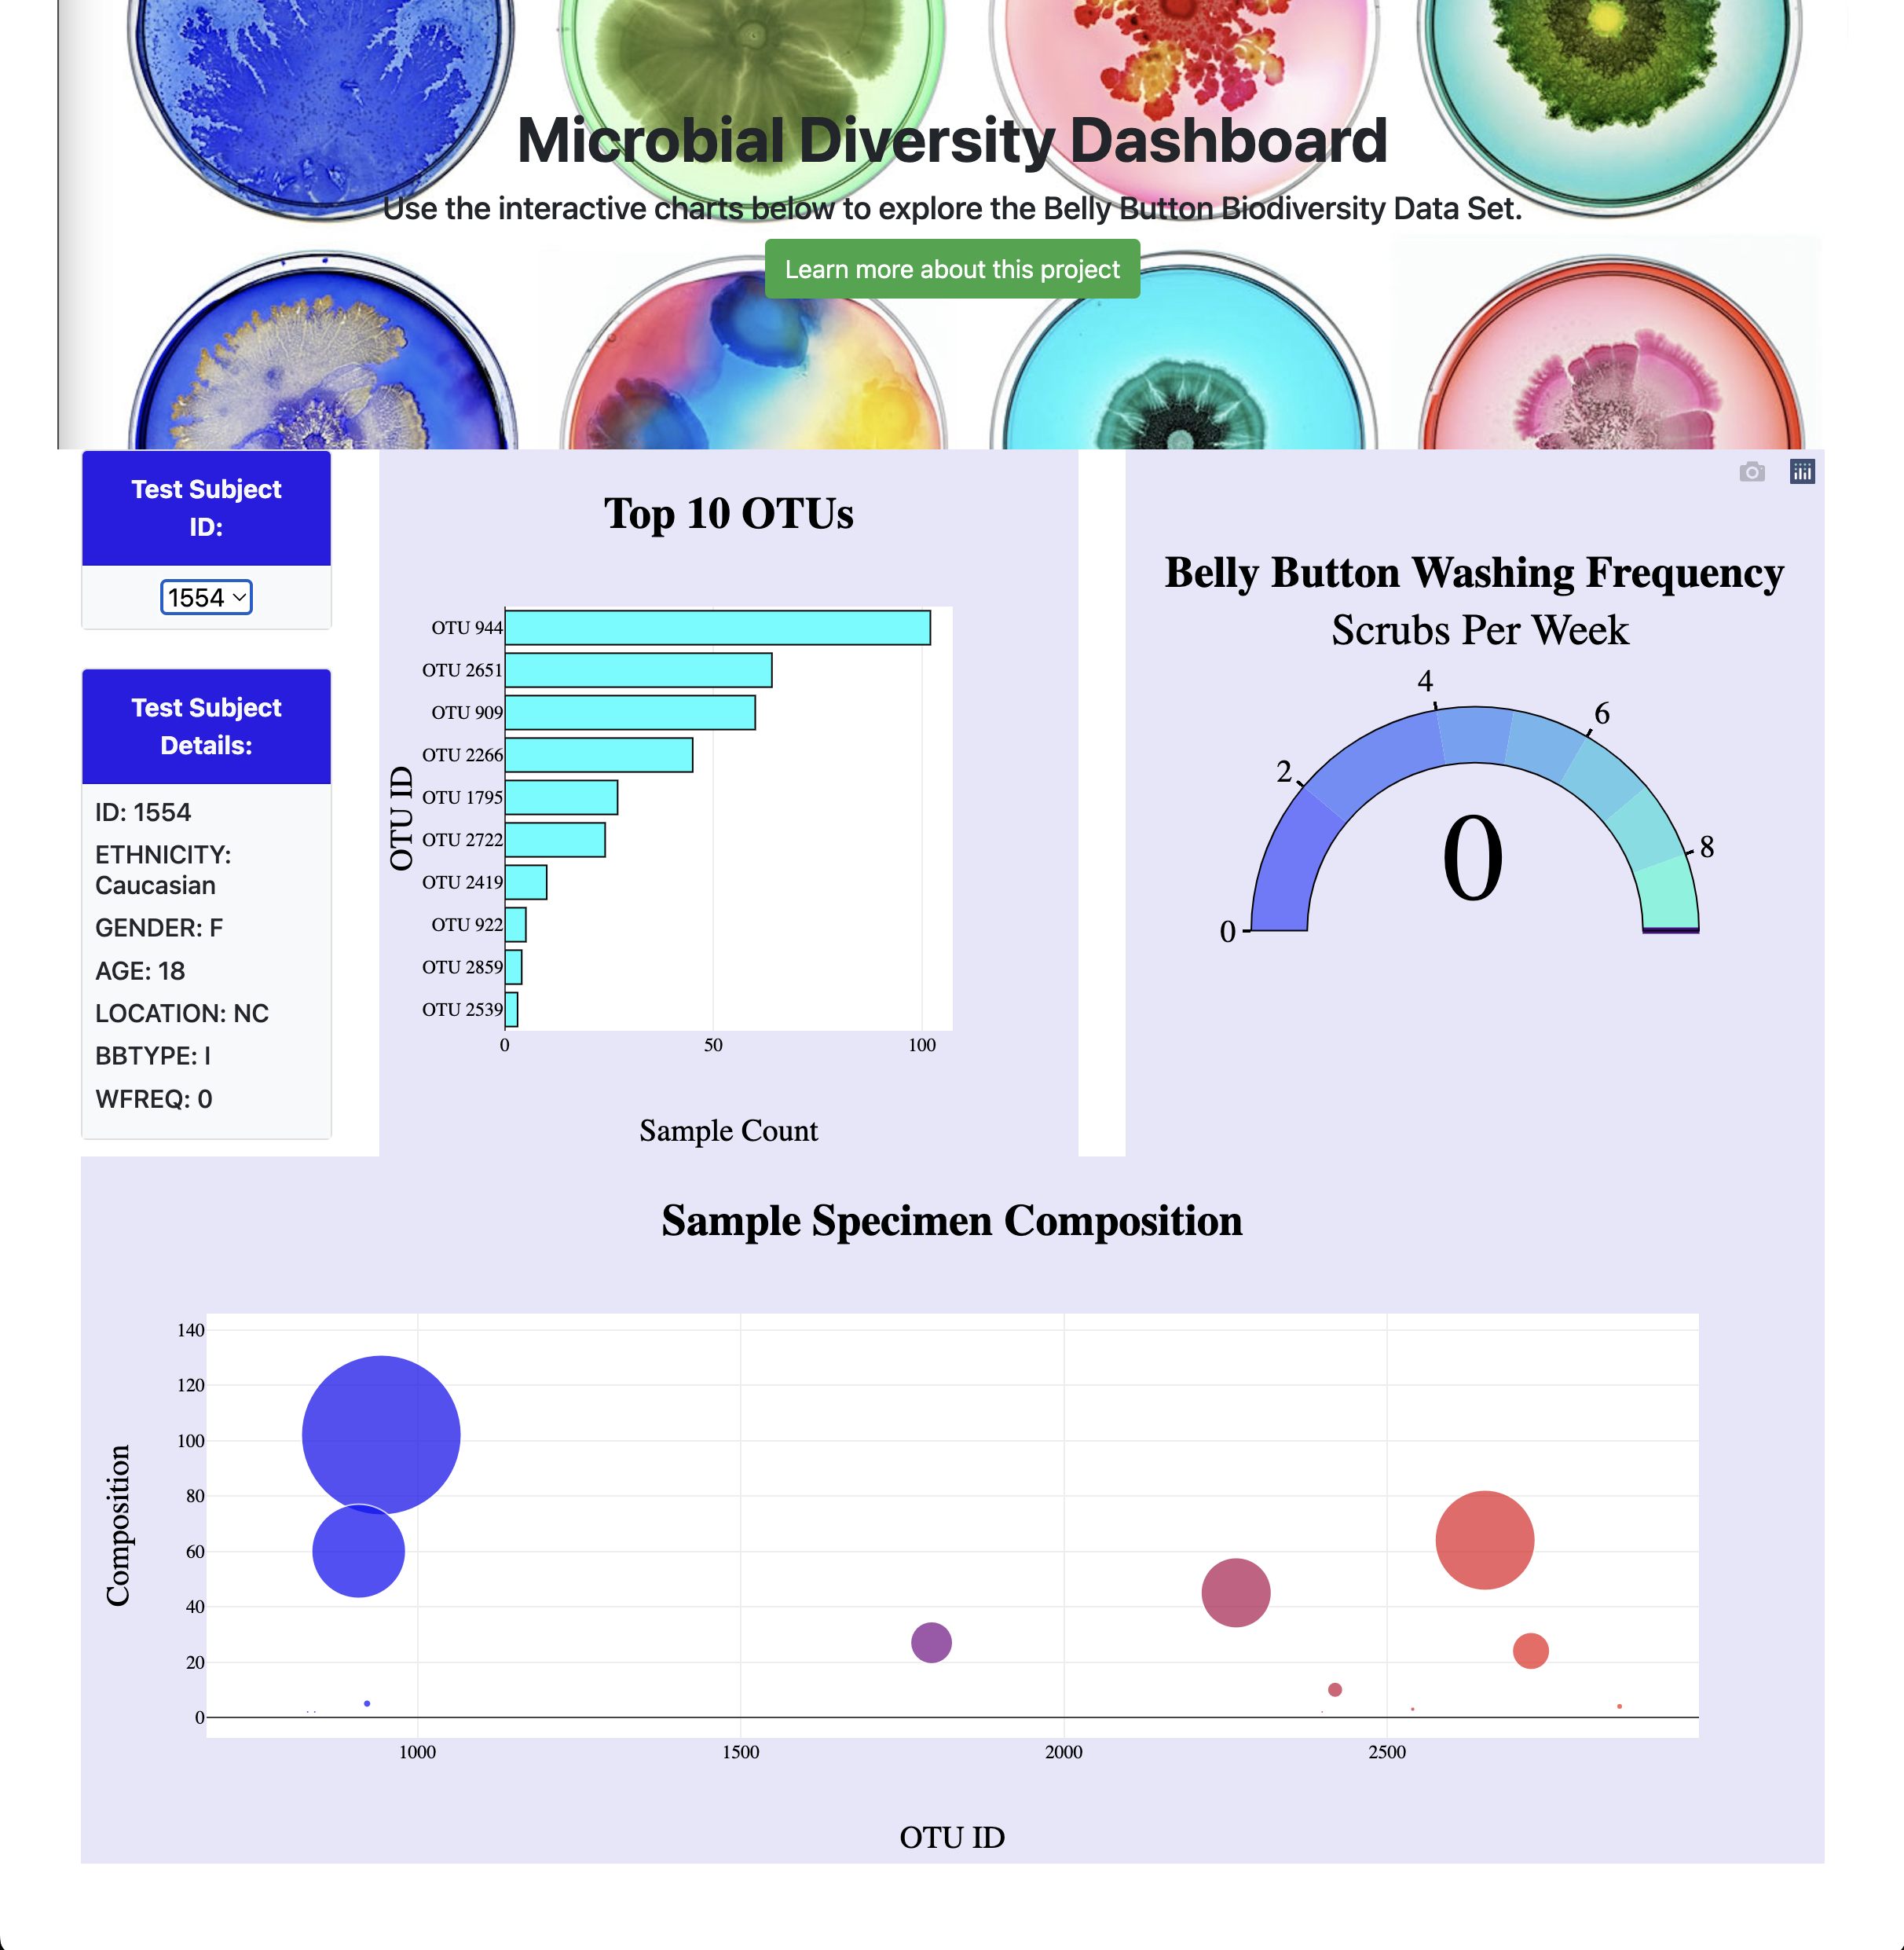 Microbial Diversity Dashboard
Use the interactive charts below to explore the Belly Button Biodiversity Data Set.
Learn more about this project
Test Subject
ID:
1554
Test Subject
Details:
ID: 1554
ETHNICITY:
Caucasian
GENDER: F
AGE: 18
LOCATION: NC
BBTYPE: I
WFREQ: 0
Top 10 OTUs
OTU ID
OTU 944
OTU 2651
OTU 909
OTU 2266
OTU 1795
OTU 2722
OTU 2419
OTU 922
OTU 2859
OTU 2539
0 50 100
Sample Count
Belly Button Washing Frequency
Scrubs Per Week
0
2
4
6
8
0
Sample Specimen Composition
Composition
140
120
100
80
60
40
20
0
1000 1500 2000 2500
OTU ID